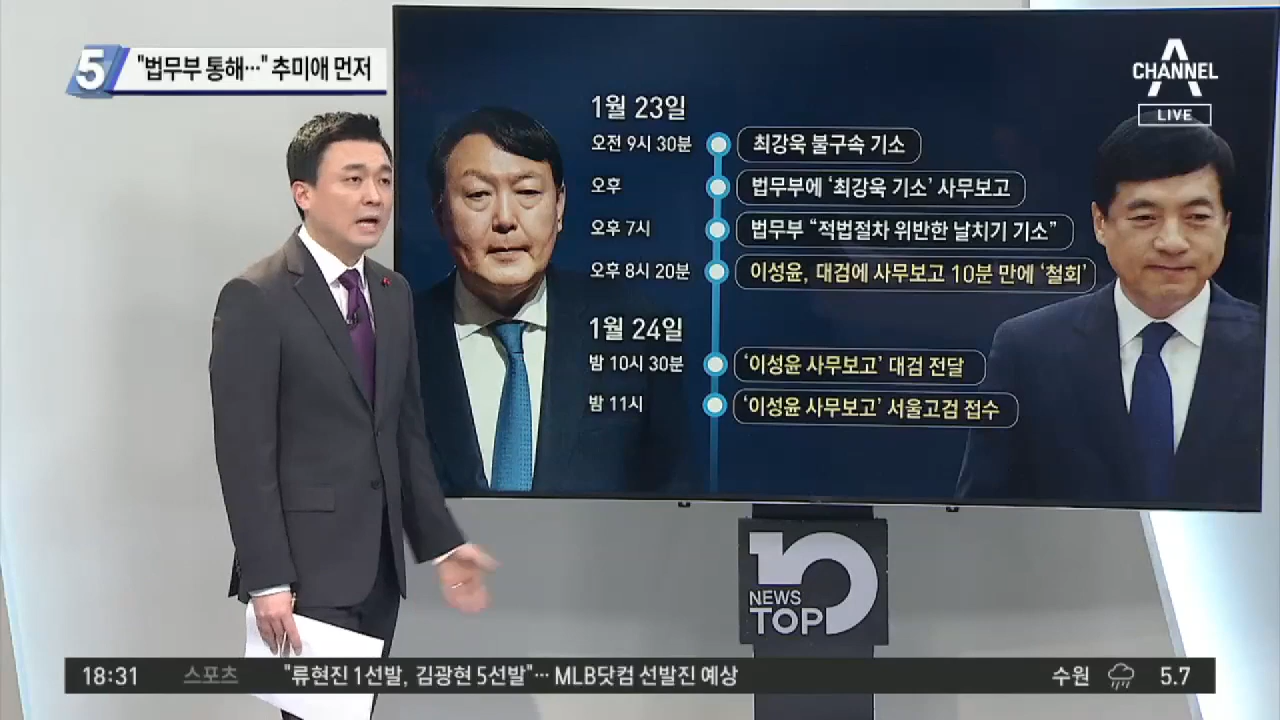 5 "법무부 통해…" 추미애 먼저
CHANNEL A
LIVE
1월 23일
오전 9시 30분 최강욱 불구속 기소
오후 법무부에 '최강욱 기소' 사무보고
오후 7시 법무부 "적법절차 위반한 날치기 기소"
오후 8시 20분 이성윤, 대검에 사무보고 10분 만에 '철회'
1월 24일
밤 10시 30분 '이성윤 사무보고' 대검 전달
밤 11시 '이성윤 사무보고' 서울고검 접수
NEWS
TOP 10
18:31 스포츠 "류현진 1선발, 김광현 5선발"… MLB닷컴 선발진 예상 수원 5.7